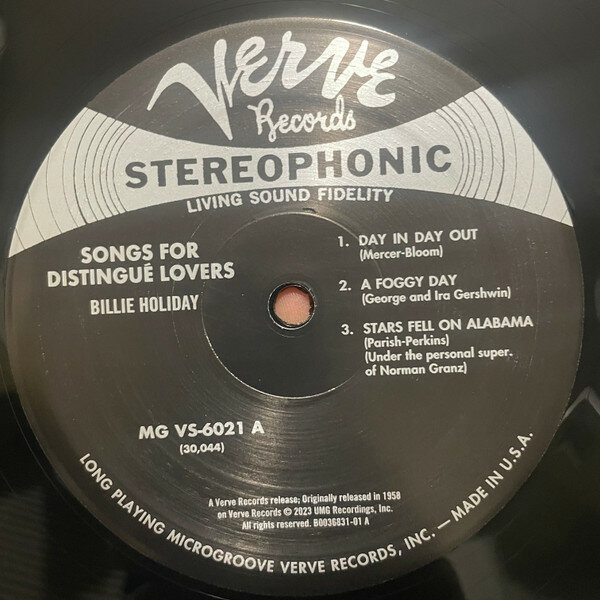 Verve
Records
STEREOPHONIC
LIVING SOUND FIDELITY
SONGS FOR
DISTINGUÉ LOVERS
BILLIE HOLIDAY
1. DAY IN DAY OUT
(Mercer-Bloom)
2. A FOGGY DAY
(George and Ira Gershwin)
3. STARS FELL ON ALABAMA
(Parish-Perkins)
(Under the personal super.
of Norman Granz)
MG VS-6021 A
(30,044)
A Verve Records release; Originally released in 1958
on Verve Records © 2023 UMG Recordings, Inc.
All rights reserved. B0036831-01 A
LONG PLAYING MICROGROOVE VERVE RECORDS, INC. — MADE IN U.S.A.